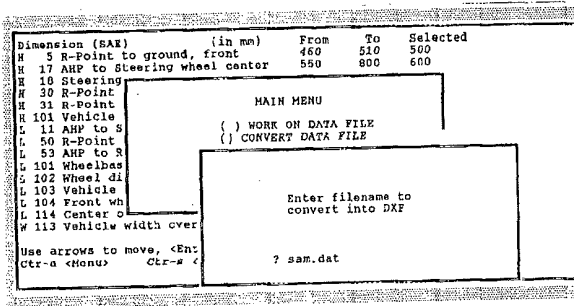 Dimension (SAE) (in mm) From To Selected
H 5 R-Point to ground, front 460 510 500
H 17 AHP to Steering wheel center 550 800 600
H 18 Steering
H 30 R-Point
H 31 R-Point
H 101 Vehicle
L 11 AHP to S
L 50 R-Point
L 53 AHP to R
L 101 Wheelbas
L 102 Wheel di
L 103 Vehicle
L 104 Front wh
L 114 Center o
W 113 Vehicle width over
Use arrows to move, <Ent
Ctr-a <Menu> Ctr-s <
MAIN MENU
( ) WORK ON DATA FILE
() CONVERT DATA FILE
Enter filename to
convert into DXF
? sam.dat